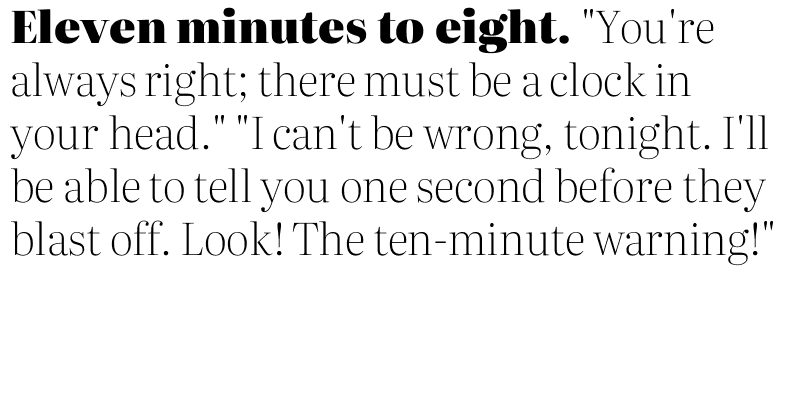 Eleven minutes to eight. "You're
always right; there must be a clock in
your head." "I can't be wrong, tonight. I'll
be able to tell you one second before they
blast off. Look! The ten-minute warning!"